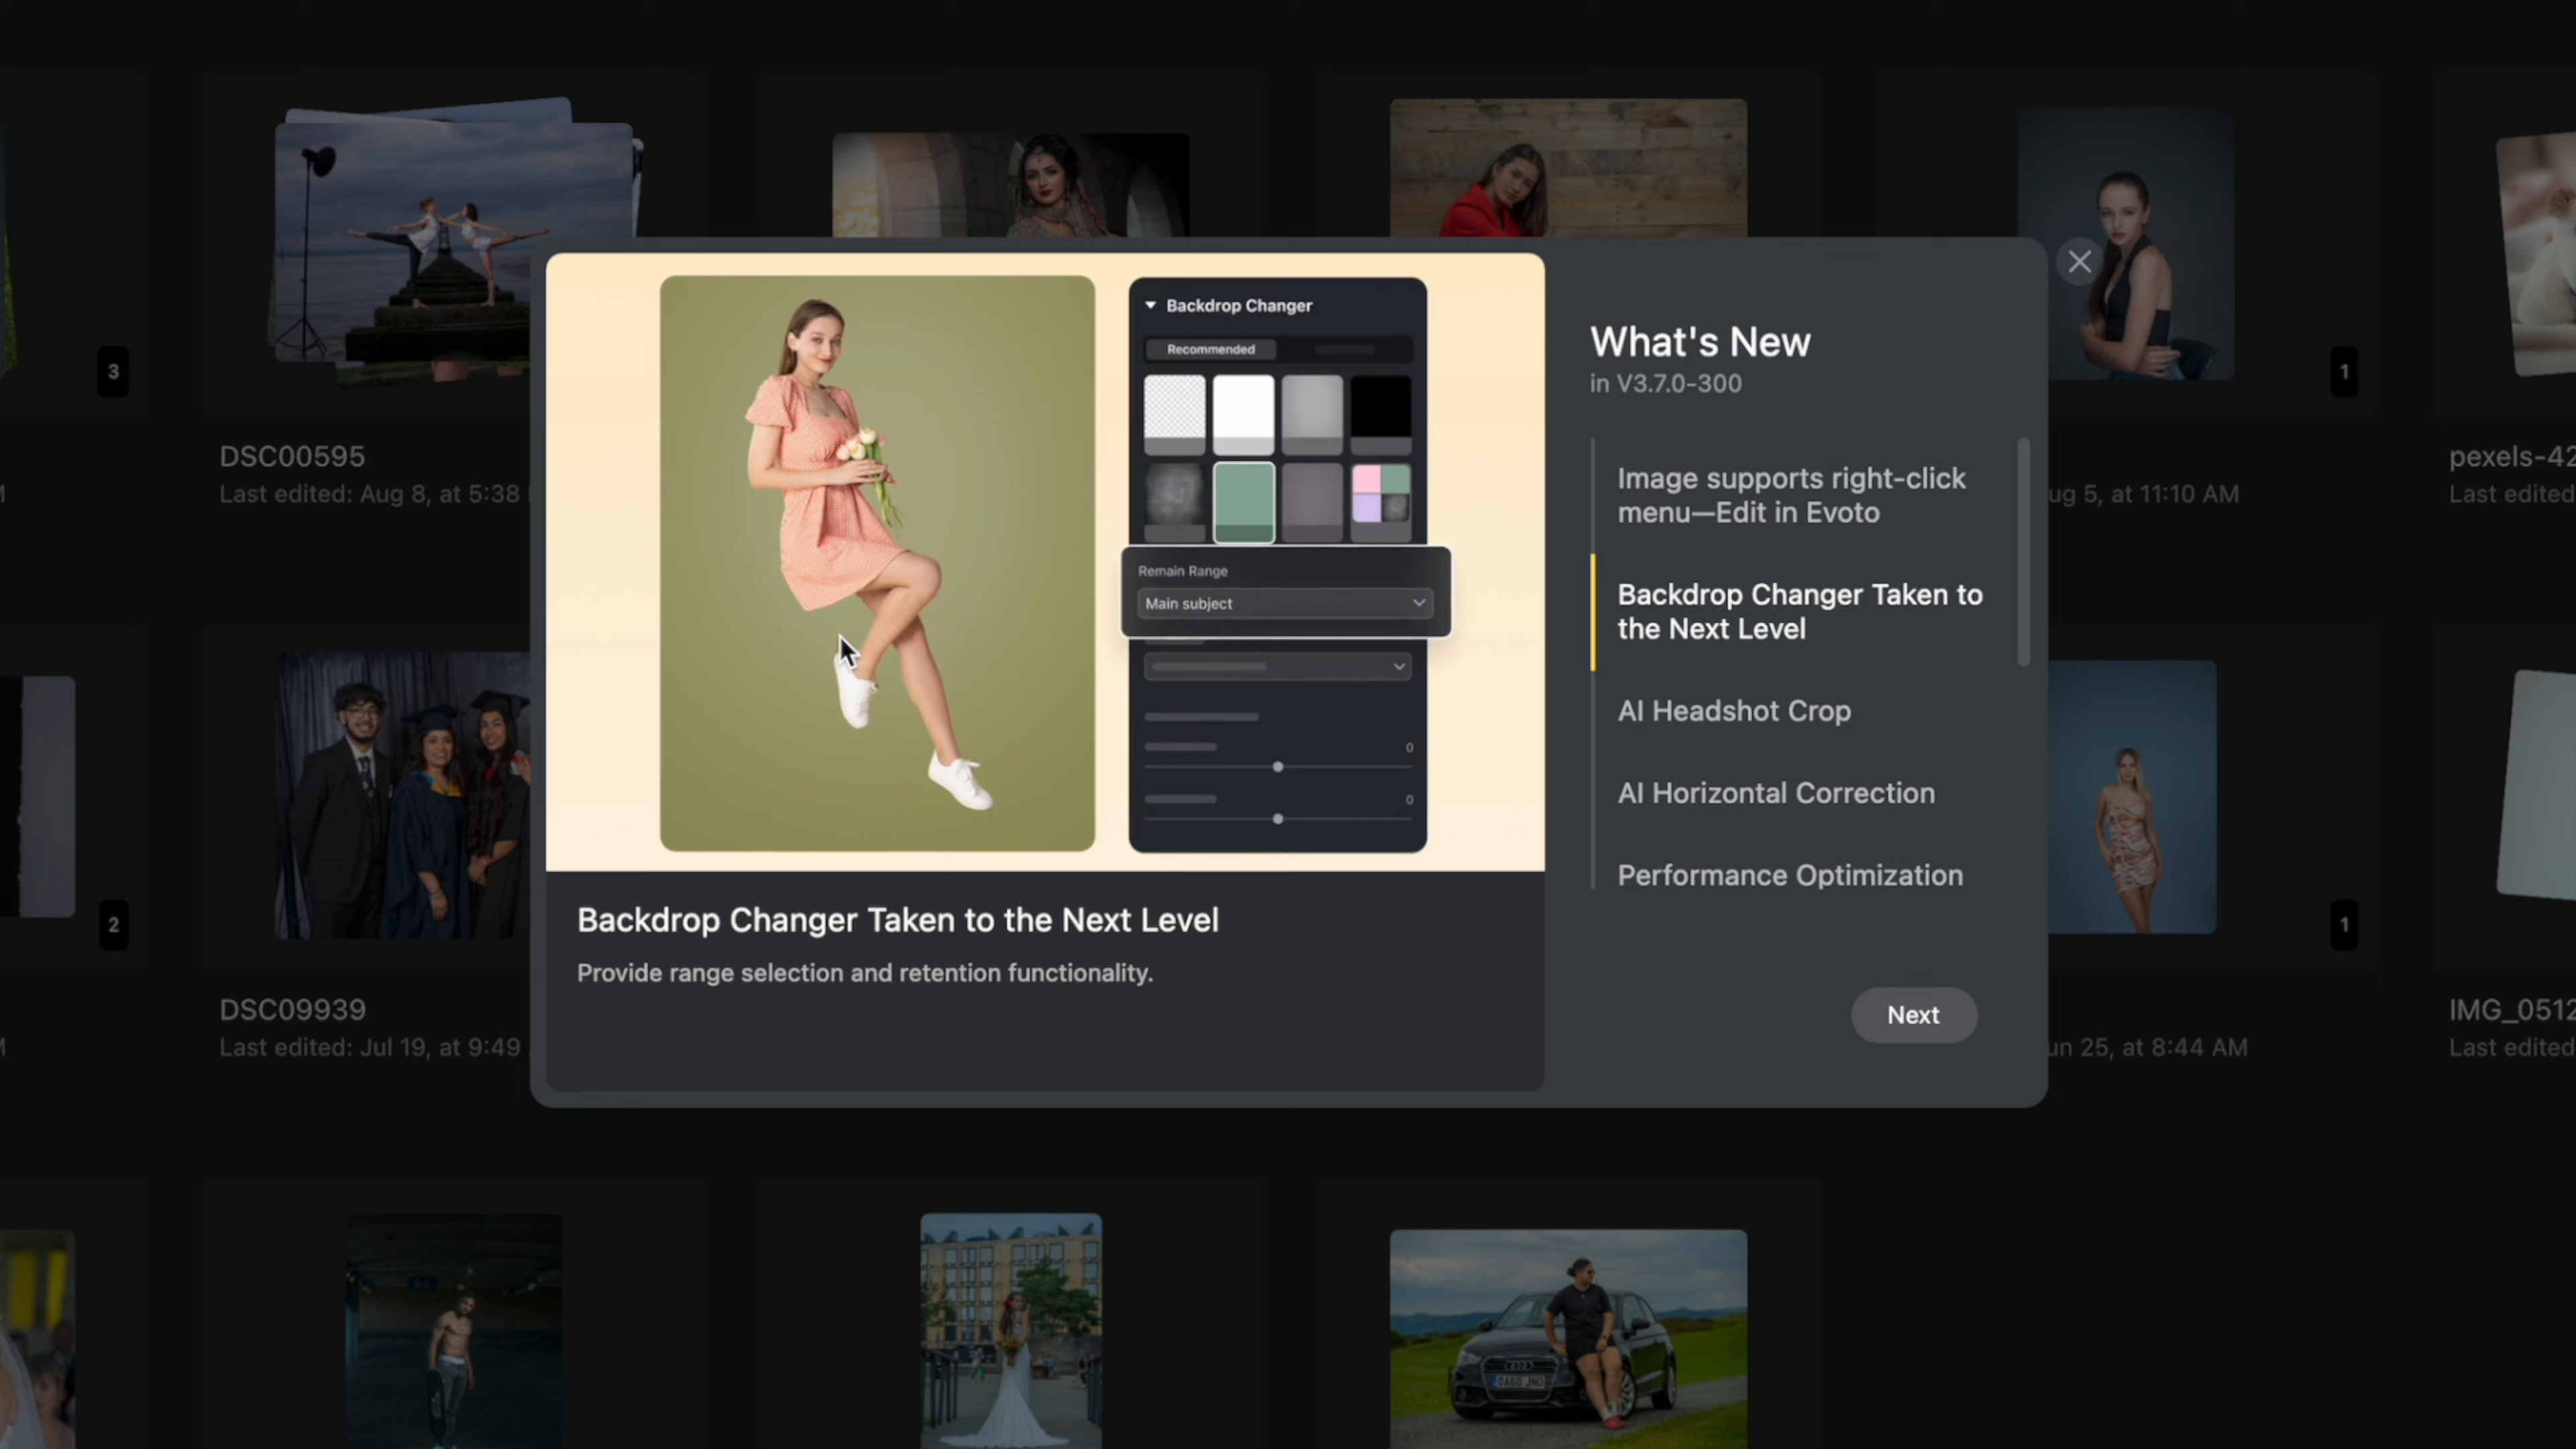 3
DSC00595
Last edited: Aug 8, at 5:38
ug 5, at 11:10 AM
1
pexels-42
Last edited
Backdrop Changer
Recommended
Remain Range
Main subject
0
0
Backdrop Changer Taken to the Next Level
Provide range selection and retention functionality.
What's New
in V3.7.0-300
Image supports right-click
menu—Edit in Evoto
Backdrop Changer Taken to
the Next Level
AI Headshot Crop
AI Horizontal Correction
Performance Optimization
Next
2
DSC09939
Last edited: Jul 19, at 9:49
un 25, at 8:44 AM
1
IMG_0512
Last edited